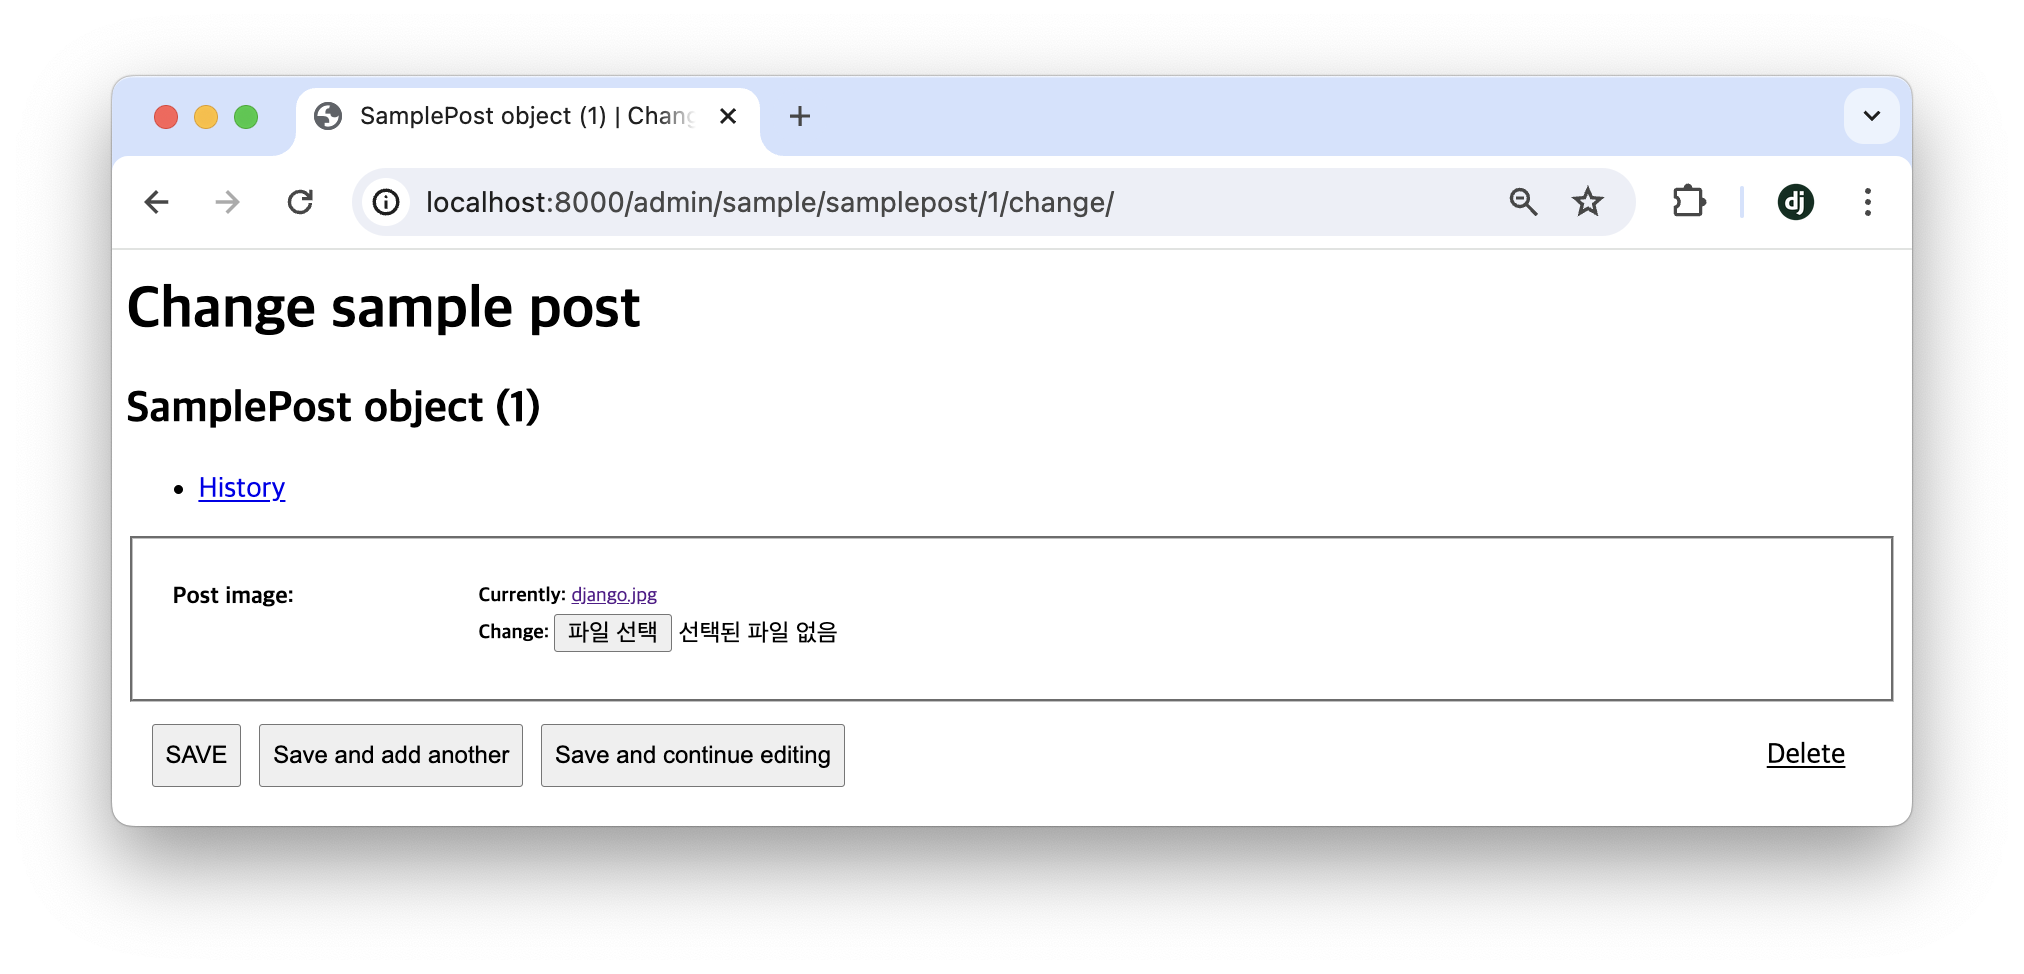 SamplePost object (1) | Chang
localhost:8000/admin/sample/samplepost/1/change/
dj
Change sample post
SamplePost object (1)
History
Post image:
Currently: django.jpg
Change: 파일 선택 선택된 파일 없음
SAVE Save and add another Save and continue editing Delete